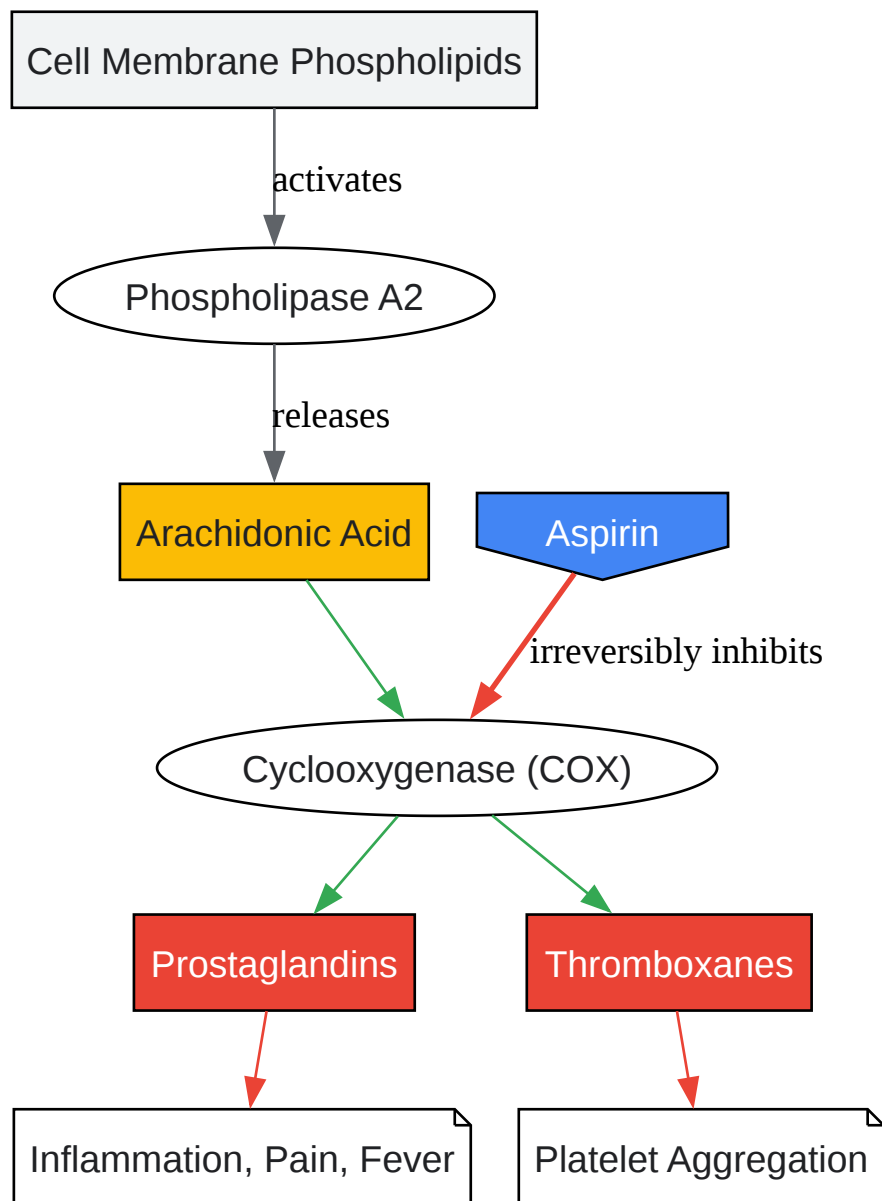 Cell Membrane Phospholipids
activates
Phospholipase A2
releases
Arachidonic Acid
Aspirin
irreversibly inhibits
Cyclooxygenase (COX)
Prostaglandins
Thromboxanes
Inflammation, Pain, Fever
Platelet Aggregation